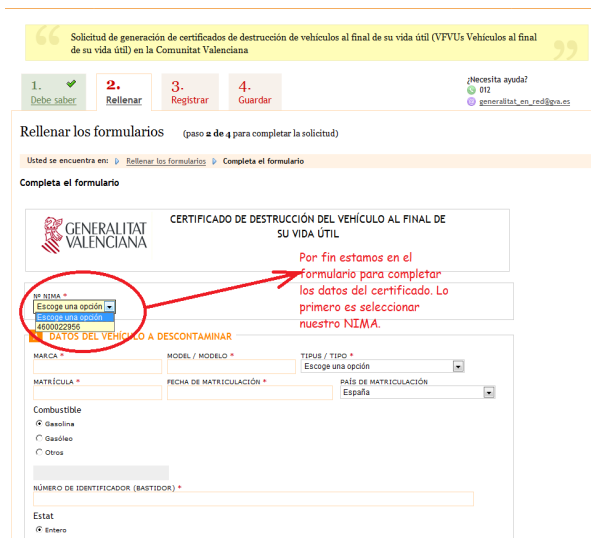 Solicitud de generación de certificados de destrucción de vehículos al final de su vida útil (VFVUs Vehículos al final
de su vida útil) en la Comunitat Valenciana
1.
Debe saber
2.
Rellenar
3.
Registrar
4.
Guardar
¿Necesita ayuda?
012
generalitat_en_red@gva.es
Rellenar los formularios (paso 2 de 4 para completar la solicitud)
Usted se encuentra en: Rellenar los formularios Completa el formulario
Completa el formulario
GENERALITAT
VALENCIANA
CERTIFICADO DE DESTRUCCIÓN DEL VEHÍCULO AL FINAL DE
SU VIDA ÚTIL
Por fin estamos en el
formulario para completar
los datos del certificado. Lo
primero es seleccionar
nuestro NIMA.
Nº NIMA *
Escoge una opción
Escoge una opción
4600022956
DATOS DEL VEHÍCULO A DESCONTAMINAR
MARCA * MODEL / MODELO * TIPUS / TIPO *
Escoge una opción
MATRÍCULA * FECHA DE MATRICULACIÓN * PAÍS DE MATRICULACIÓN
España
Combustible
Gasolina
Gasóleo
Otros
NÚMERO DE IDENTIFICADOR (BASTIDOR) *
Estat
Entero